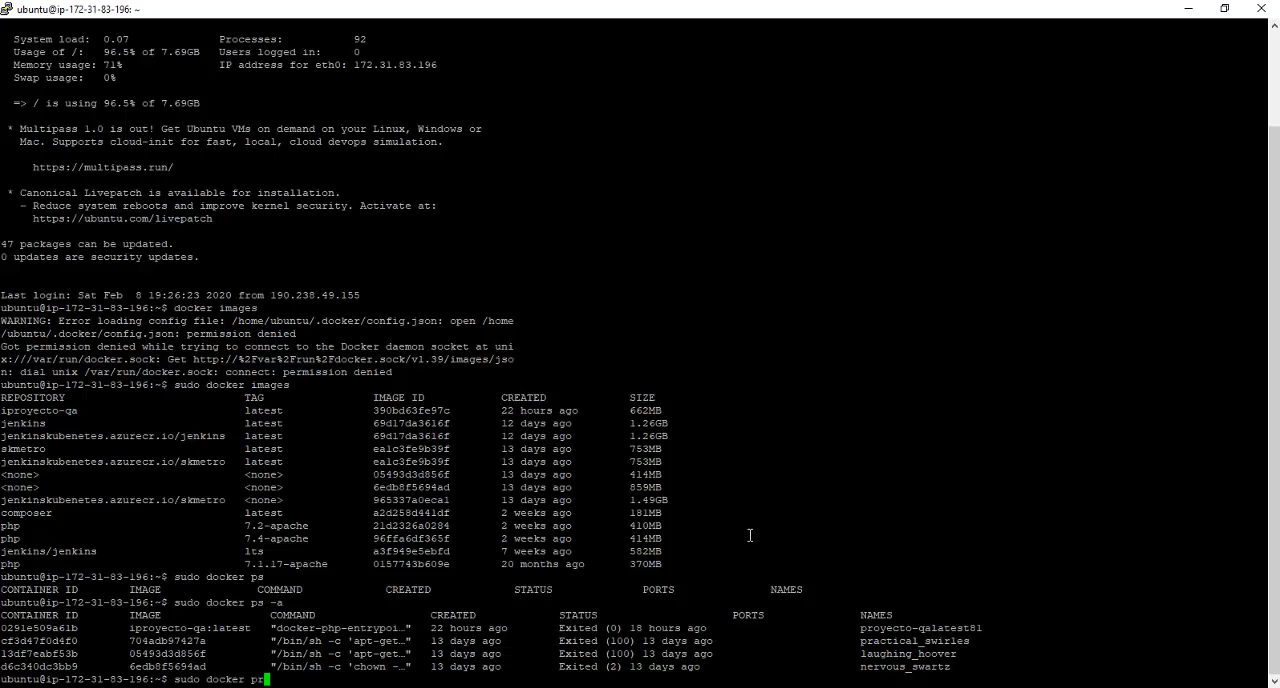 ubuntu@ip-172-31-83-196: ~
System load:  0.07              Processes:           92
Usage of /:   96.5% of 7.69GB   Users logged in:     0
Memory usage: 71%               IP address for eth0: 172.31.83.196
Swap usage:   0%
=> / is using 96.5% of 7.69GB
* Multipass 1.0 is out! Get Ubuntu VMs on demand on your Linux, Windows or
Mac. Supports cloud-init for fast, local, cloud devops simulation.
https://multipass.run/
* Canonical Livepatch is available for installation.
- Reduce system reboots and improve kernel security. Activate at:
https://ubuntu.com/livepatch
47 packages can be updated.
0 updates are security updates.
Last login: Sat Feb  8 19:26:23 2020 from 190.238.49.155
ubuntu@ip-172-31-83-196:~$ docker images
WARNING: Error loading config file: /home/ubuntu/.docker/config.json: open /home
/ubuntu/.docker/config.json: permission denied
Got permission denied while trying to connect to the Docker daemon socket at uni
x:///var/run/docker.sock: Get http://%2Fvar%2Frun%2Fdocker.sock/v1.39/images/jso
n: dial unix /var/run/docker.sock: connect: permission denied
ubuntu@ip-172-31-83-196:~$ sudo docker images
REPOSITORY                         TAG                 IMAGE ID            CREATED             SIZE
iproyecto-qa                       latest              390bd63fe97c        22 hours ago        662MB
jenkins                            latest              69d17da3616f        12 days ago         1.26GB
jenkinskubenetes.azurecr.io/jenkins   latest              69d17da3616f        12 days ago         1.26GB
skmetro                            latest              ea1c3fe9b39f        13 days ago         753MB
jenkinskubenetes.azurecr.io/skmetro   latest              ea1c3fe9b39f        13 days ago         753MB
<none>                             <none>              05493d3d856f        13 days ago         414MB
<none>                             <none>              6edb8f5694ad        13 days ago         859MB
jenkinskubenetes.azurecr.io/skmetro   <none>              965337a0eca1        13 days ago         1.49GB
composer                           latest              a2d258d441df        2 weeks ago         181MB
php                                7.2-apache          21d2326a0284        2 weeks ago         410MB
php                                7.4-apache          96ffa6df365f        2 weeks ago         414MB
jenkins/jenkins                    lts                 a3f949e5ebfd        7 weeks ago         582MB
php                                7.1.17-apache       0157743b609e        20 months ago       370MB
ubuntu@ip-172-31-83-196:~$ sudo docker ps
CONTAINER ID        IMAGE               COMMAND             CREATED             STATUS              PORTS               NAMES
ubuntu@ip-172-31-83-196:~$ sudo docker ps -a
CONTAINER ID        IMAGE                 COMMAND                  CREATED             STATUS                     PORTS               NAMES
0291e509a61b        iproyecto-qa:latest   "docker-php-entrypoi…"   22 hours ago        Exited (0) 18 hours ago                        proyecto-qalatest81
cf3d47f0d4f0        704adb97427a          "/bin/sh -c 'apt-get…"   13 days ago         Exited (100) 13 days ago                       practical_swirles
13df7eabf53b        05493d3d856f          "/bin/sh -c 'apt-get…"   13 days ago         Exited (100) 13 days ago                       laughing_hoover
d6c340dc3bb9        6edb8f5694ad          "/bin/sh -c 'chown -…"   13 days ago         Exited (2) 13 days ago                         nervous_swartz
ubuntu@ip-172-31-83-196:~$ sudo docker pr